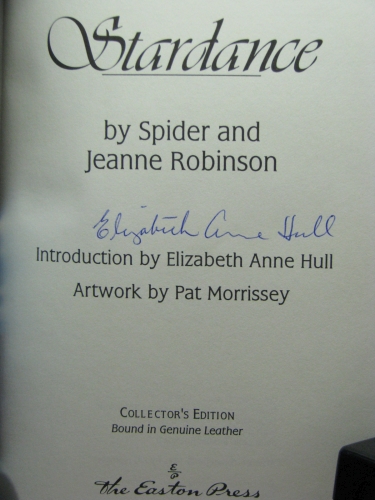 Stardance
by Spider and
Jeanne Robinson
Elizabeth Anne Hull
Introduction by Elizabeth Anne Hull
Artwork by Pat Morrissey
COLLECTOR'S EDITION
Bound in Genuine Leather
E/P
the Easton Press